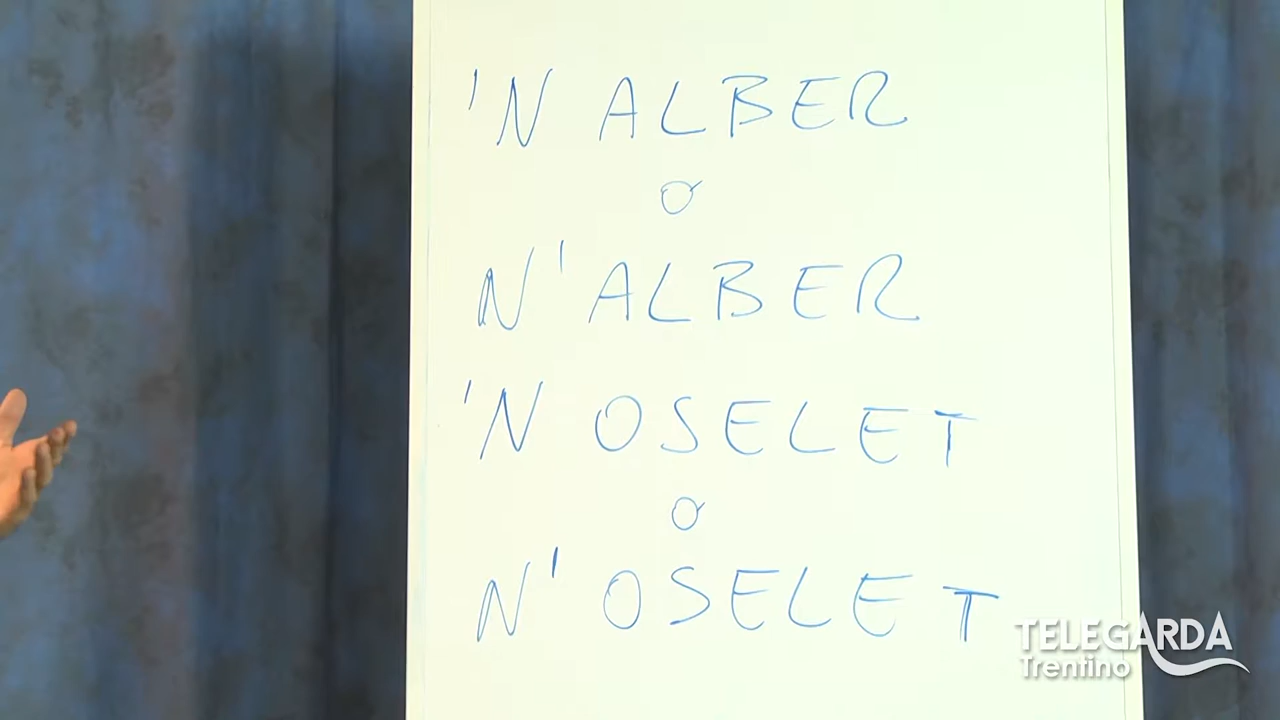 'N ALBER
o
N'ALBER
'N OSELET
o
N' OSELET
TELEGARDA
Trentino